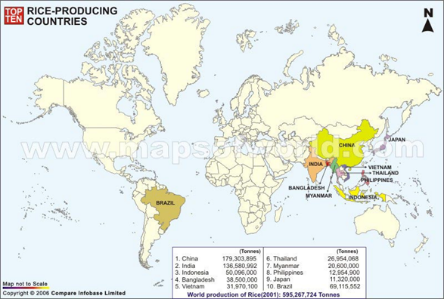 TOP TEN RICE-PRODUCING COUNTRIES
N
www.mapsofworld.com
CHINA
JAPAN
INDIA
VIETNAM
THAILAND
PHILIPPINES
BANGLADESH
MYANMAR
INDONESIA
BRAZIL
(Tonnes) (Tonnes)
1. China 179,303,895 6. Thailand 26,954,068
2. India 136,580,992 7. Myanmar 20,600,000
3. Indonesia 50,096,000 8. Philippines 12,954,900
4. Bangladesh 38,500,000 9. Japan 11,320,000
5. Vietnam 31,970,100 10. Brazil 69,115,552
World production of Rice(2001): 595,267,724 Tonnes
Map not to Scale
Copyright © 2006 Compare Infobase Limited